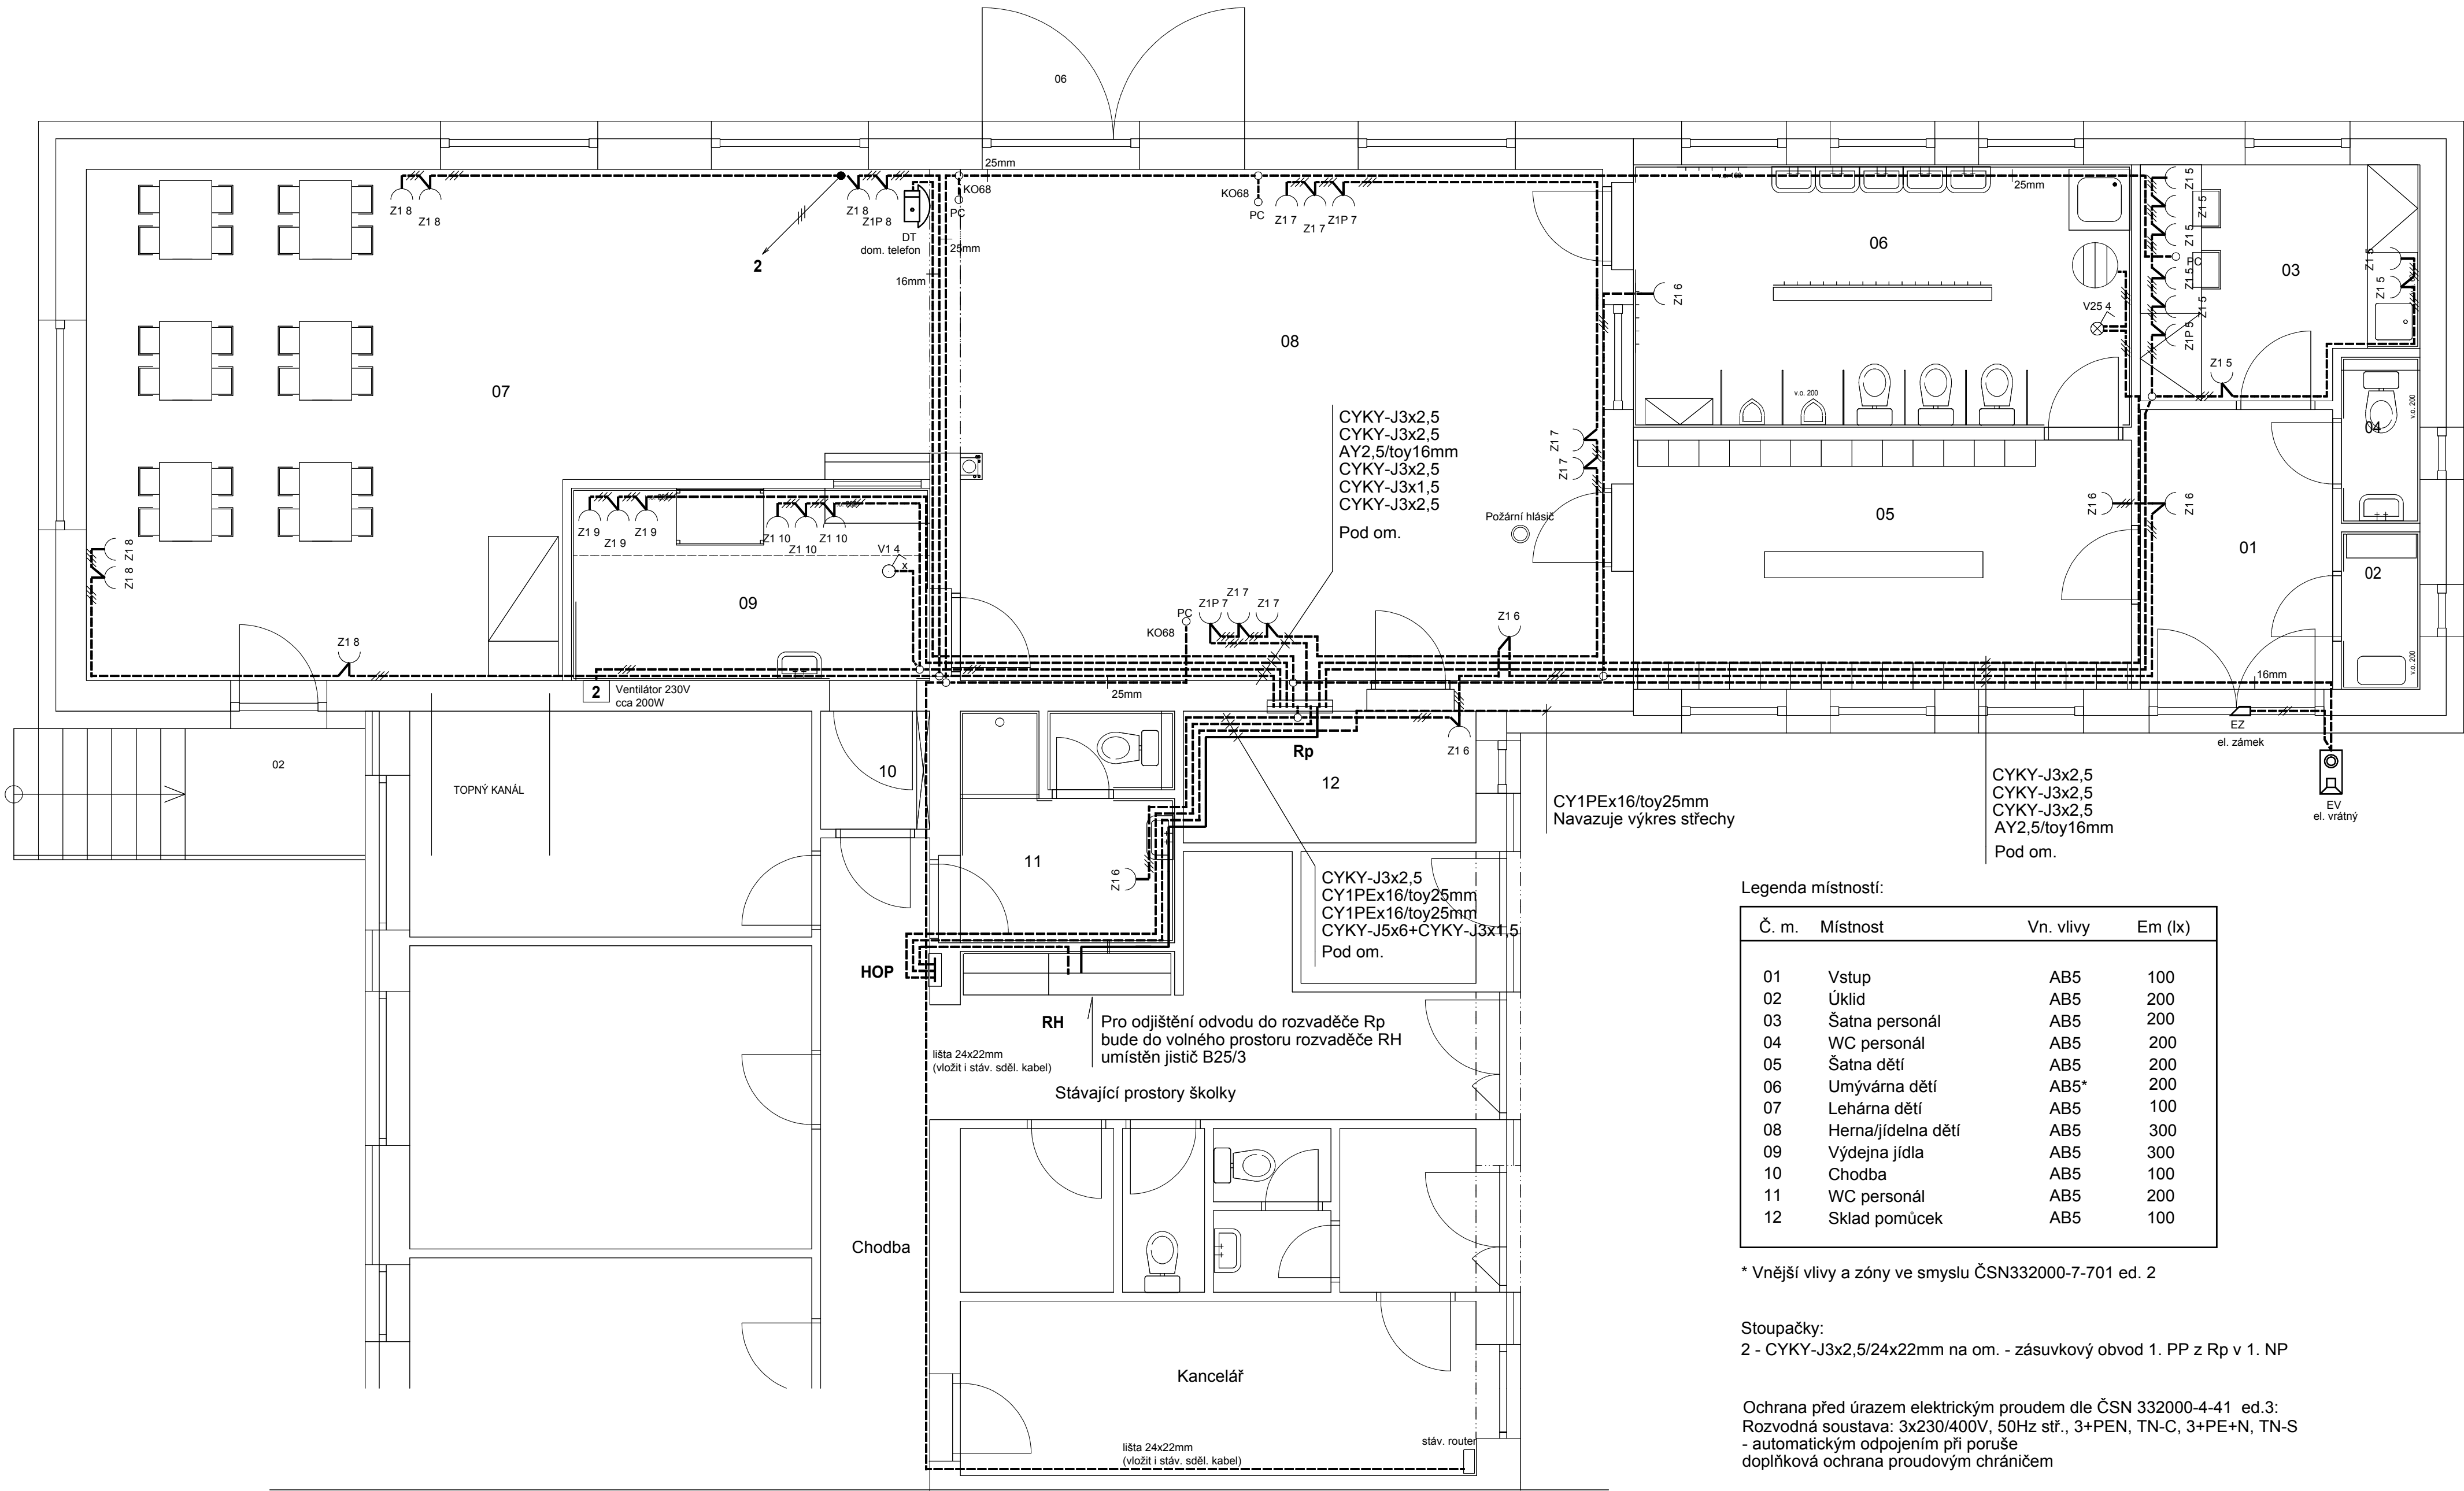 06
25mm
KO68
PC
KO68
PC
25mm
Z1 8
Z1 8
Z1 8
Z1P 8
DT
dom. telefon
25mm
16mm
2
Z1 7
Z1 7
Z1P 7
06
Z1 6
V25 4
Z1 5
Z1 5
Z1 5
PC
Z1 5
Z1 5
Z1P 5
03
Z1 5
Z1 5
Z1 5
07
08
v.o. 200
04
v.o. 200
CYKY-J3x2,5
CYKY-J3x2,5
AY2,5/toy16mm
CYKY-J3x2,5
CYKY-J3x1,5
CYKY-J3x2,5
Pod om.
Z1 7
Z1 7
Požární hlásič
05
Z1 6
Z1 6
01
02
v.o. 200
Z1 9
Z1 9
Z1 9
Z1 10
Z1 10
Z1 10
V1 4
x
09
Z1 8
Z1 8
Z1 8
PC
KO68
Z1P 7
Z1 7
Z1 7
Z1 6
2
Ventilátor 230V
cca 200W
25mm
16mm
EZ
el. zámek
EV
el. vrátný
02
TOPNÝ KANÁL
10
Rp
Z1 6
12
CY1PEx16/toy25mm
Navazuje výkres střechy
CYKY-J3x2,5
CYKY-J3x2,5
CYKY-J3x2,5
AY2,5/toy16mm
Pod om.
11
Z1 6
CYKY-J3x2,5
CY1PEx16/toy25mm
CY1PEx16/toy25mm
CYKY-J5x6+CYKY-J3x1,5
Pod om.
HOP
RH
Pro odjištění odvodu do rozvaděče Rp
bude do volného prostoru rozvaděče RH
umístěn jistič B25/3
lišta 24x22mm
(vložit i stáv. sděl. kabel)
Stávající prostory školky
Chodba
Kancelář
lišta 24x22mm
(vložit i stáv. sděl. kabel)
stáv. router
Legenda místností:
Č. m. Místnost Vn. vlivy Em (lx)
01 Vstup AB5 100
02 Úklid AB5 200
03 Šatna personál AB5 200
04 WC personál AB5 200
05 Šatna dětí AB5 200
06 Umývárna dětí AB5* 200
07 Lehárna dětí AB5 100
08 Herna/jídelna dětí AB5 300
09 Výdejna jídla AB5 300
10 Chodba AB5 100
11 WC personál AB5 200
12 Sklad pomůcek AB5 100
* Vnější vlivy a zóny ve smyslu ČSN332000-7-701 ed. 2
Stoupačky:
2 - CYKY-J3x2,5/24x22mm na om. - zásuvkový obvod 1. PP z Rp v 1. NP
Ochrana před úrazem elektrickým proudem dle ČSN 332000-4-41 ed.3:
Rozvodná soustava: 3x230/400V, 50Hz stř., 3+PEN, TN-C, 3+PE+N, TN-S
- automatickým odpojením při poruše
doplňková ochrana proudovým chráničem